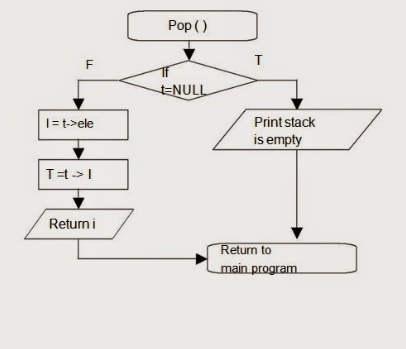 Pop ( )
F
T
If
t=NULL
I = t->ele
Print stack
is empty
T =t -> l
Return i
Return to
main program